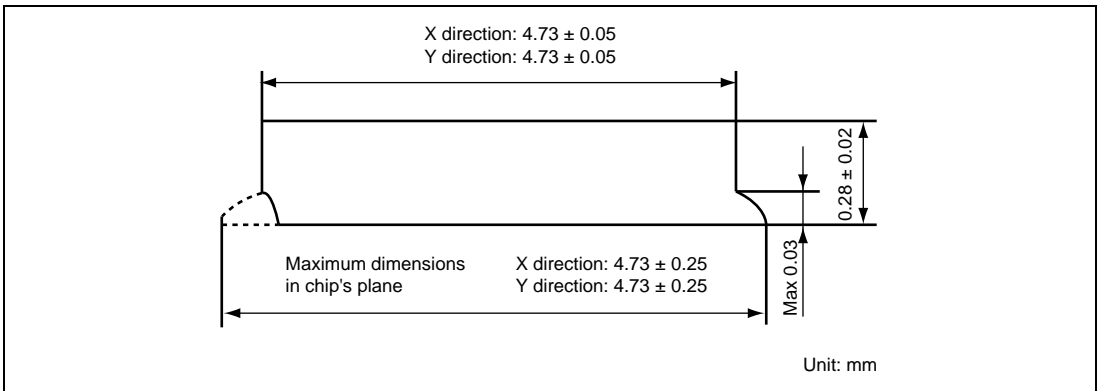 X direction: 4.73 ± 0.05
Y direction: 4.73 ± 0.05
0.28 ± 0.02
Max 0.03
Maximum dimensions
in chip's plane
X direction: 4.73 ± 0.25
Y direction: 4.73 ± 0.25
Unit: mm